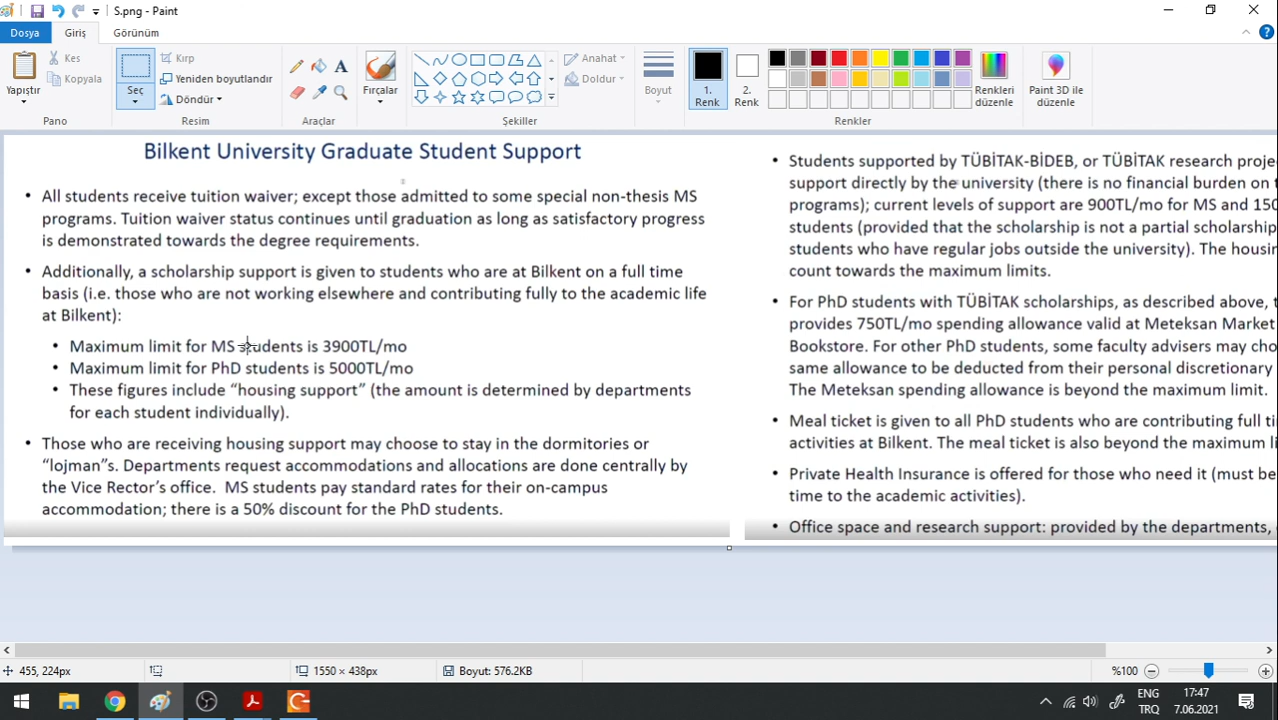 S.png - Paint
Dosya
Giriş
Görünüm
Yapıştır
Kes
Kopyala
Pano
Seç
Kırp
Yeniden boyutlandır
Döndür
Resim
A
Araçlar
Fırçalar
Anahat
Doldur
Şekiller
Boyut
1.
Renk
2.
Renk
Renkleri
düzenle
Renkler
Paint 3D ile
düzenle
Bilkent University Graduate Student Support
• All students receive tuition waiver; except those admitted to some special non-thesis MS
programs. Tuition waiver status continues until graduation as long as satisfactory progress
is demonstrated towards the degree requirements.
• Additionally, a scholarship support is given to students who are at Bilkent on a full time
basis (i.e. those who are not working elsewhere and contributing fully to the academic life
at Bilkent):
• Maximum limit for MS students is 3900TL/mo
• Maximum limit for PhD students is 5000TL/mo
• These figures include “housing support” (the amount is determined by departments
for each student individually).
• Those who are receiving housing support may choose to stay in the dormitories or
“lojman”s. Departments request accommodations and allocations are done centrally by
the Vice Rector’s office. MS students pay standard rates for their on-campus
accommodation; there is a 50% discount for the PhD students.
• Students supported by TÜBİTAK-BİDEB, or TÜBİTAK research proje
support directly by the university (there is no financial burden on t
programs); current levels of support are 900TL/mo for MS and 150
students (provided that the scholarship is not a partial scholarship
students who have regular jobs outside the university). The housin
count towards the maximum limits.
• For PhD students with TÜBİTAK scholarships, as described above, t
provides 750TL/mo spending allowance valid at Meteksan Market
Bookstore. For other PhD students, some faculty advisers may cho
same allowance to be deducted from their personal discretionary
The Meteksan spending allowance is beyond the maximum limit.
• Meal ticket is given to all PhD students who are contributing full ti
activities at Bilkent. The meal ticket is also beyond the maximum li
• Private Health Insurance is offered for those who need it (must be
time to the academic activities).
• Office space and research support: provided by the departments,
455, 224px
1550 × 438px
Boyut: 576.2KB
%100
ENG
TRQ
17:47
7.06.2021